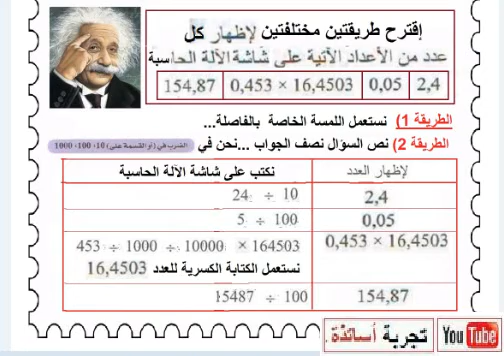 إقترح طريقتين مختلفتين لإظهار كل
عدد من الأعداد الآتية على شاشة الآلة الحاسبة
154,87 | 0,453 × 16,4503 | 0,05 | 2,4
الطريقة 1) نستعمل اللمسة الخاصة بالفاصلة...
الطريقة 2) نص السؤال نصف الجواب ...نحن في الضرب في (أو القسمة على) 10، 100، 1000
لإظهار العدد | نكتب على شاشة الآلة الحاسبة
2,4 | 24 ÷ 10
0,05 | 5 ÷ 100
0,453 × 16,4503 | 453 ÷ 1000 ÷ 10000 × 164503
نستعمل الكتابة الكسرية للعدد 16,4503
154,87 | 15487 ÷ 100
تجربة أساتذة. You Tube